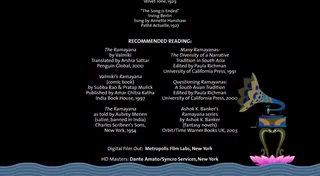 Velvet Tone, 1929
"The Song is Ended"
Irving Berlin
Sung by Annette Hanshaw
Pathé Actuelle, 1927
RECOMMENDED READING:
The Ramayana
by Valmiki
Translated by Arshia Sattar
Penguin Global, 2000
Valmiki's Ramayana
(comic book)
by Subba Rao & Pratap Mulick
Published by Amar Chitra Katha
India Book House, 1997
The Ramayana
as told by Aubrey Menen
(satire, banned in India)
Charles Scribner's Sons,
New York, 1954
Many Ramayanas:
The Diversity of a Narrative
Tradition in South Asia
Edited by Paula Richman
University of California Press, 1991
Questioning Ramayanas
A South Asian Tradition
Edited by Paula Richman
University of California Press, 2000
Ashok K. Banker's
Ramayana series
by Ashok K. Banker
(fantasy novels)
Orbit/Time Warner Books UK, 2003
Digital Film Out: Metropolis Film Labs, New York
HD Masters: Dante Amato/Syncro Services, New York